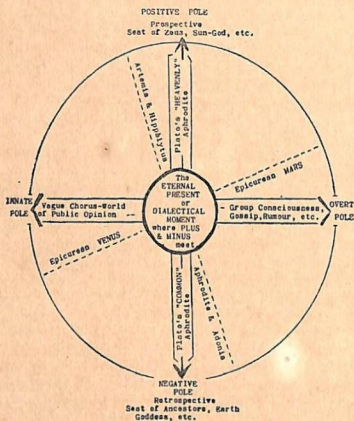 POSITIVE POLE
Prospective
Seat of Zeus, Sun-God, etc.
Artemis & Hippolytus
Plato's "HEAVENLY"
Aphrodite
Epicurean MARS
INNATE
POLE
Vague Chorus-World
of Public Opinion
The
ETERNAL
PRESENT
or
DIALECTICAL
MOMENT
where PLUS
& MINUS
meet
Group Consciousness,
Gossip, Rumour, etc.
OVERT
POLE
Epicurean VENUS
Plato's "COMMON"
Aphrodite
Aphrodite & Adonis
NEGATIVE
POLE
Retrospective
Seat of Ancestors, Earth
Goddess, etc.